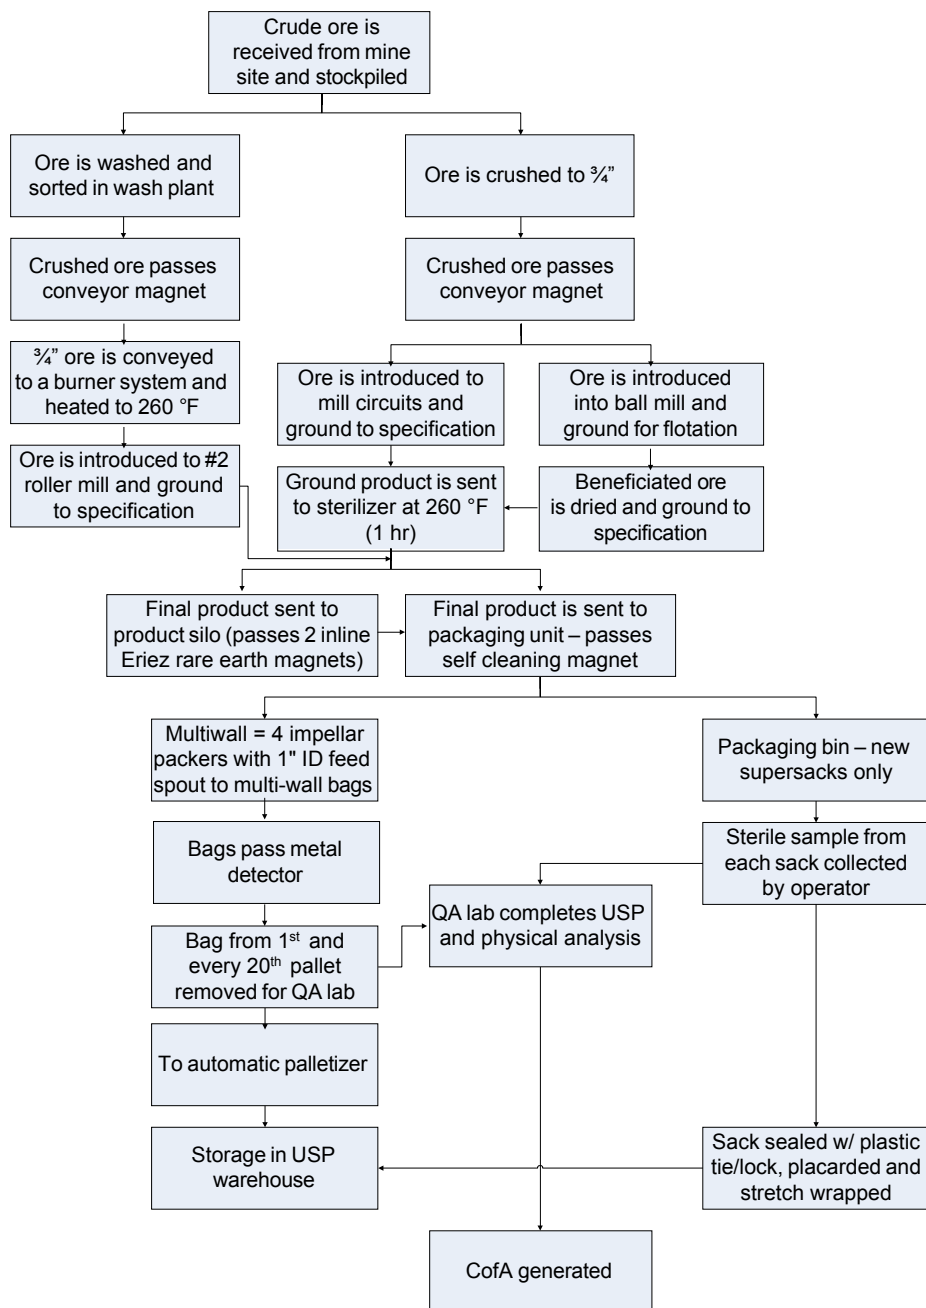 Crude ore is
received from mine
site and stockpiled
Ore is washed and
sorted in wash plant
Ore is crushed to ¾”
Crushed ore passes
conveyor magnet
Crushed ore passes
conveyor magnet
¾” ore is conveyed
to a burner system and
heated to 260 °F
Ore is introduced to
mill circuits and
ground to specification
Ore is introduced
into ball mill and
ground for flotation
Ore is introduced to #2
roller mill and ground
to specification
Ground product is sent
to sterilizer at 260 °F
(1 hr)
Beneficiated ore
is dried and ground to
specification
Final product sent to
product silo (passes 2 inline
Eriez rare earth magnets)
Final product is sent to
packaging unit – passes
self cleaning magnet
Multiwall = 4 impellar
packers with 1" ID feed
spout to multi-wall bags
Packaging bin – new
supersacks only
Bags pass metal
detector
Sterile sample from
each sack collected
by operator
Bag from 1st and
every 20th pallet
removed for QA lab
QA lab completes USP
and physical analysis
To automatic palletizer
Storage in USP
warehouse
Sack sealed w/ plastic
tie/lock, placarded and
stretch wrapped
CofA generated